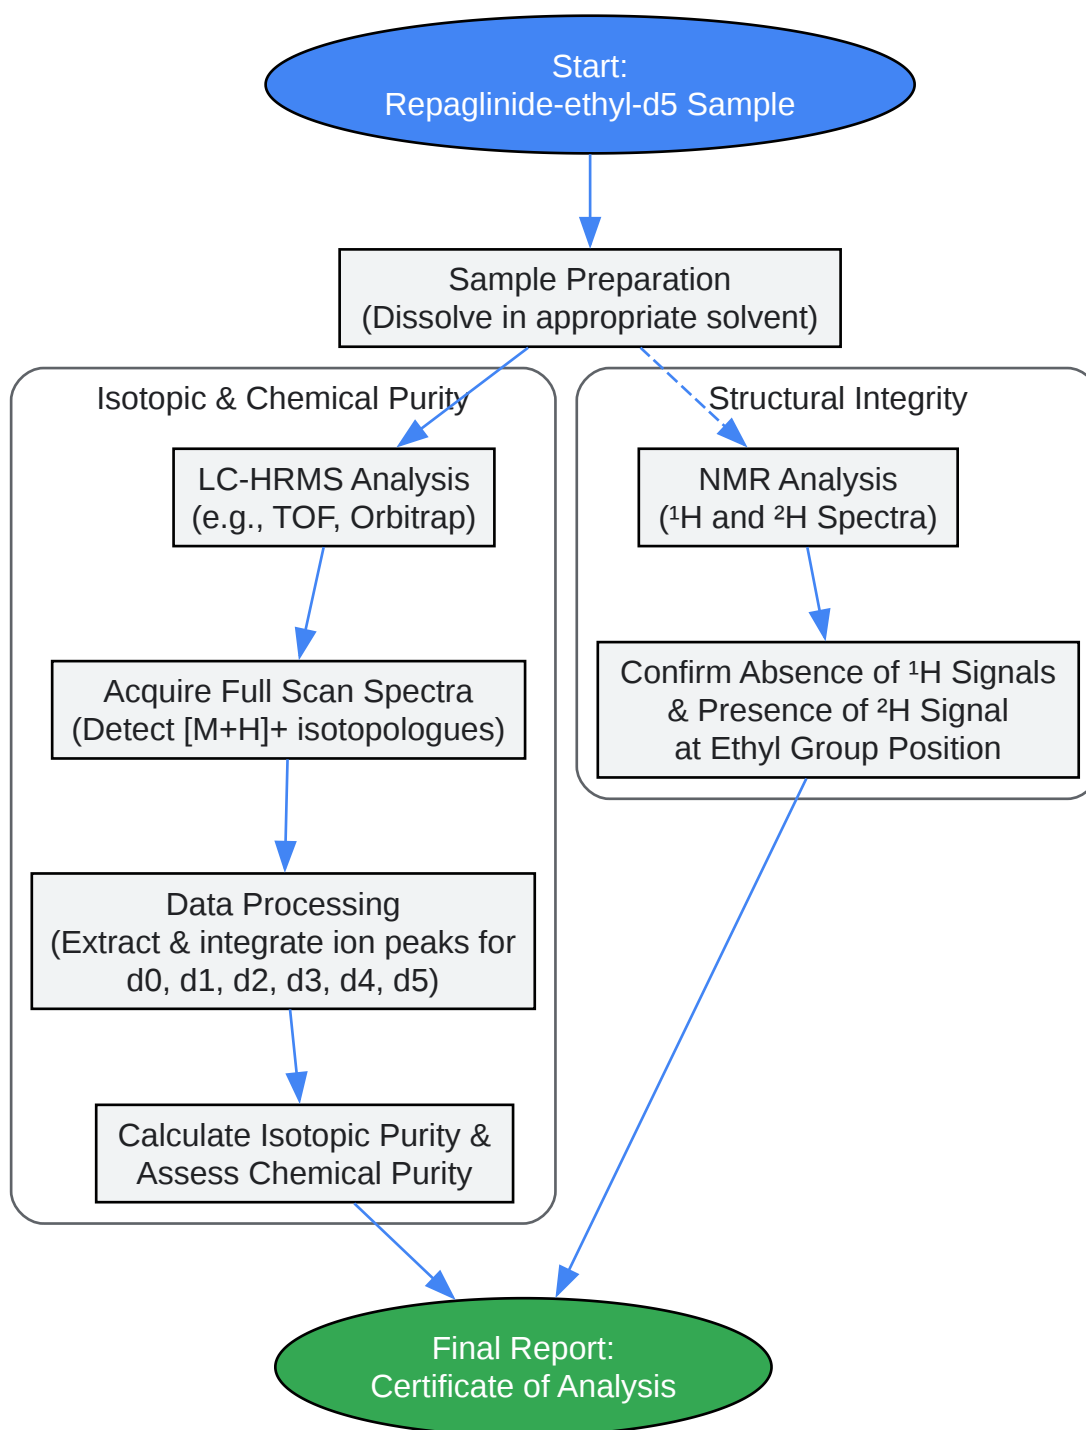 Start:
Repaglinide-ethyl-d5 Sample
Sample Preparation
(Dissolve in appropriate solvent)
Isotopic & Chemical Purity
LC-HRMS Analysis
(e.g., TOF, Orbitrap)
Acquire Full Scan Spectra
(Detect [M+H]+ isotopologues)
Data Processing
(Extract & integrate ion peaks for
d0, d1, d2, d3, d4, d5)
Calculate Isotopic Purity &
Assess Chemical Purity
Structural Integrity
NMR Analysis
(¹H and ²H Spectra)
Confirm Absence of ¹H Signals
& Presence of ²H Signal
at Ethyl Group Position
Final Report:
Certificate of Analysis